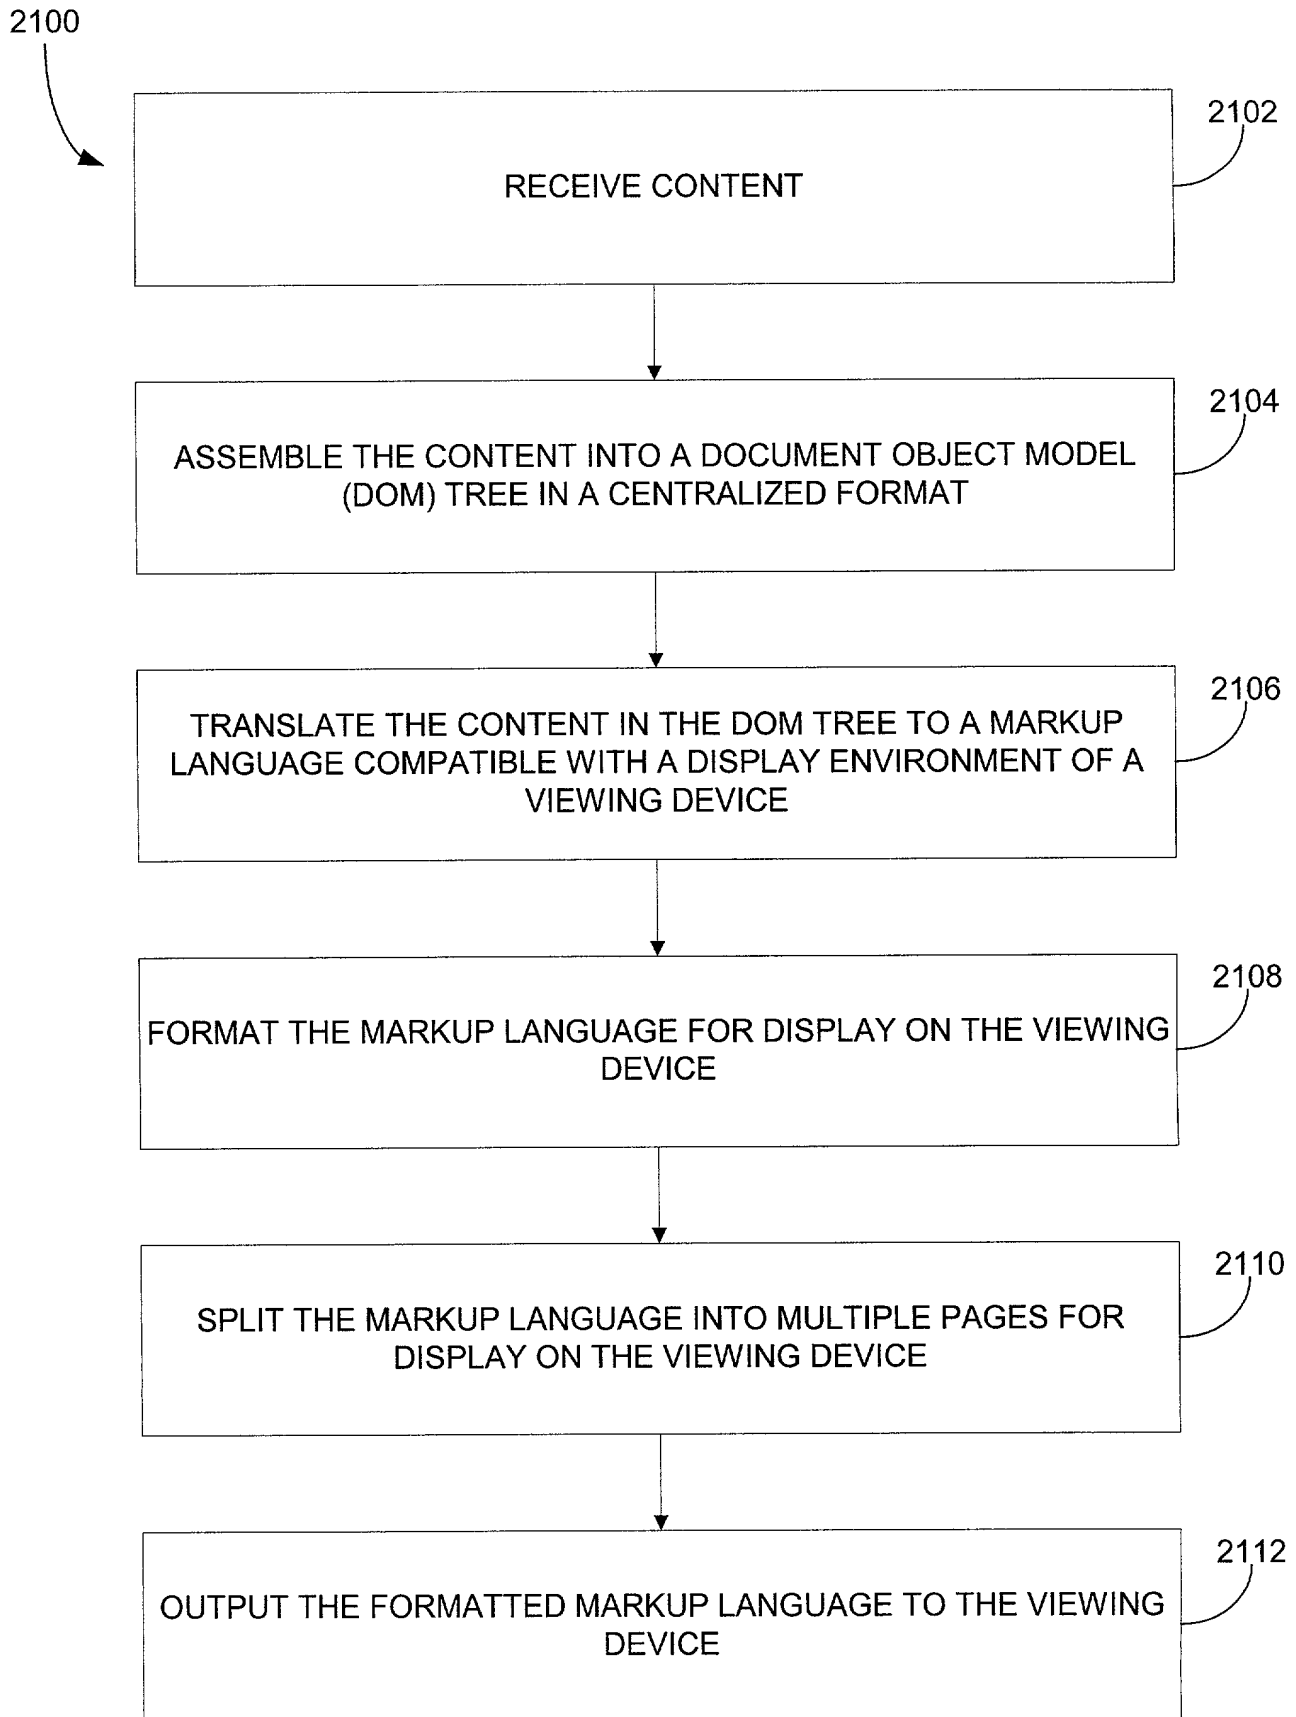 2100
2102
RECEIVE CONTENT
2104
ASSEMBLE THE CONTENT INTO A DOCUMENT OBJECT MODEL
(DOM) TREE IN A CENTRALIZED FORMAT
2106
TRANSLATE THE CONTENT IN THE DOM TREE TO A MARKUP
LANGUAGE COMPATIBLE WITH A DISPLAY ENVIRONMENT OF A
VIEWING DEVICE
2108
FORMAT THE MARKUP LANGUAGE FOR DISPLAY ON THE VIEWING
DEVICE
2110
SPLIT THE MARKUP LANGUAGE INTO MULTIPLE PAGES FOR
DISPLAY ON THE VIEWING DEVICE
2112
OUTPUT THE FORMATTED MARKUP LANGUAGE TO THE VIEWING
DEVICE